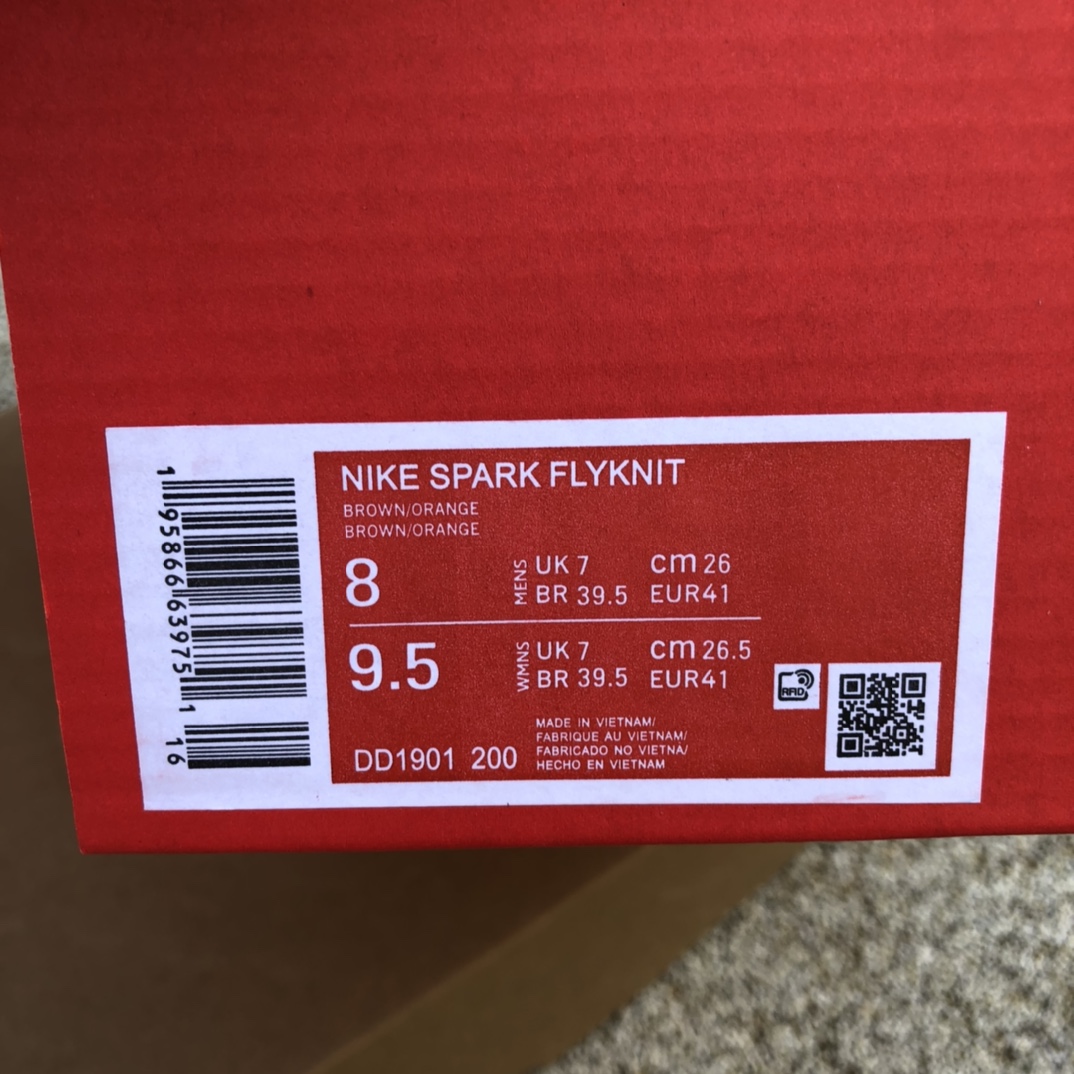 NIKE SPARK FLYKNIT
BROWN/ORANGE
BROWN/ORANGE
8 MENS UK 7 cm 26
BR 39.5 EUR41
9.5 WMNS UK 7 cm 26.5
BR 39.5 EUR41
MADE IN VIETNAM/
FABRIQUE AU VIETNAM/
FABRICADO NO VIETNÃ/
HECHO EN VIETNAM
DD1901 200
RFID
1 95866 63975 1 16